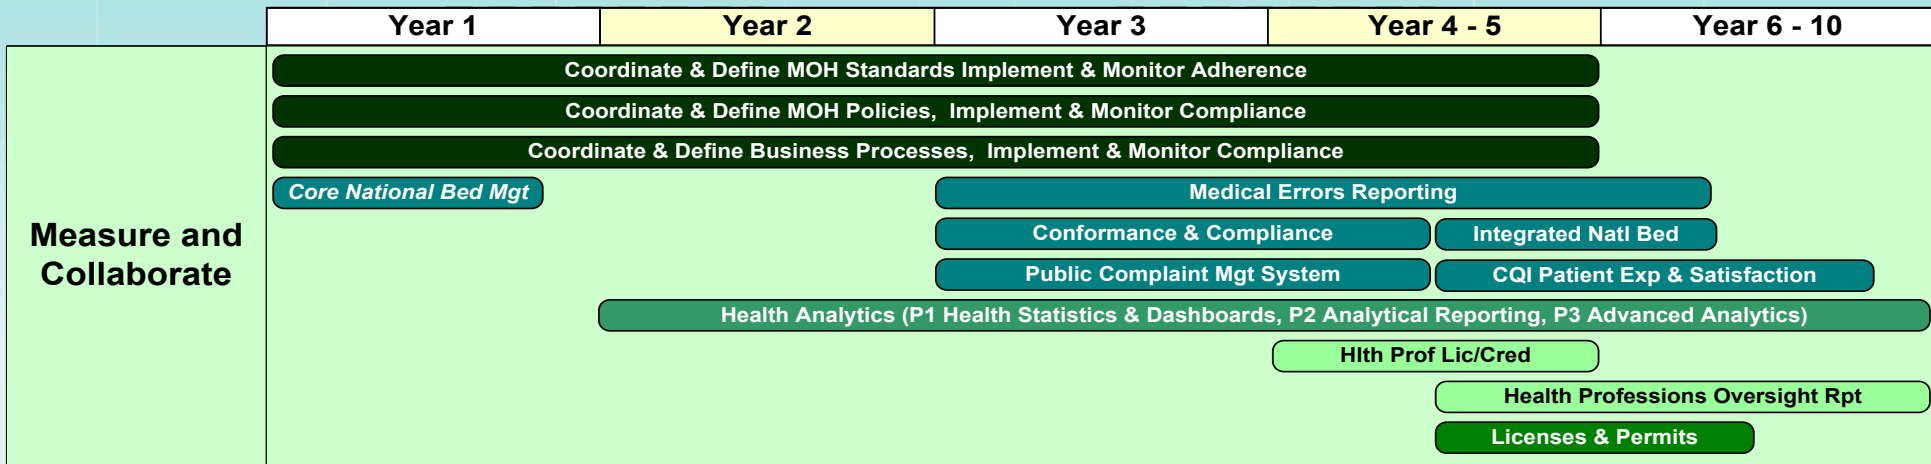 Year 1
Year 2
Year 3
Year 4 - 5
Year 6 - 10
Measure and
Collaborate
Coordinate & Define MOH Standards Implement & Monitor Adherence
Coordinate & Define MOH Policies,  Implement & Monitor Compliance
Coordinate & Define Business Processes,  Implement & Monitor Compliance
Core National Bed Mgt
Medical Errors Reporting
Conformance & Compliance
Integrated Natl Bed
Public Complaint Mgt System
CQI Patient Exp & Satisfaction
Health Analytics (P1 Health Statistics & Dashboards, P2 Analytical Reporting, P3 Advanced Analytics)
Hlth Prof Lic/Cred
Health Professions Oversight Rpt
Licenses & Permits